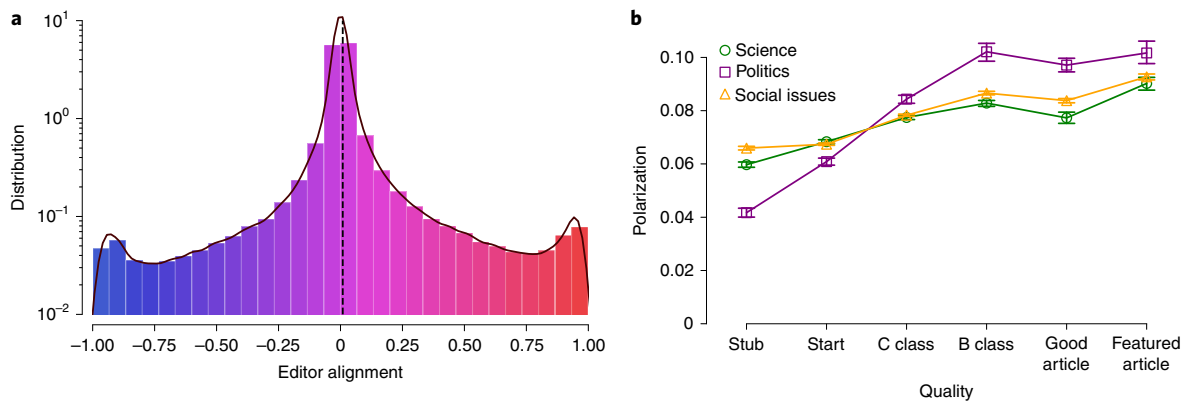 a
10^1
10^0
10^−1
10^−2
Distribution
−1.00 −0.75 −0.50 −0.25 0 0.25 0.50 0.75 1.00
Editor alignment
b
Science
Politics
Social issues
0.10
0.08
0.06
0.04
0.02
0
Polarization
Stub Start C class B class Good article Featured article
Quality